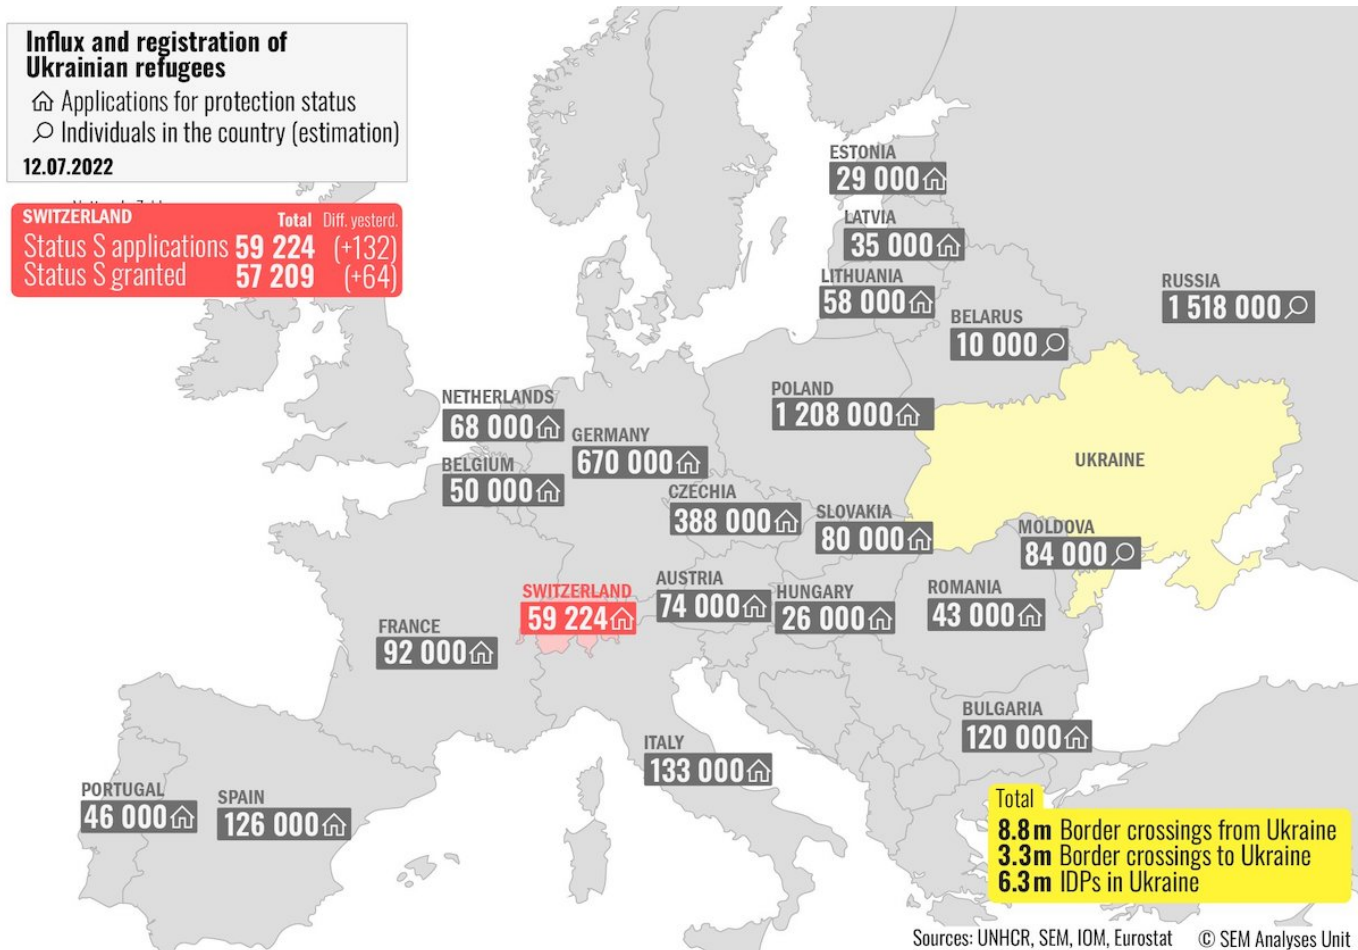 Influx and registration of
Ukrainian refugees
Applications for protection status
Individuals in the country (estimation)
12.07.2022
SWITZERLAND Total Diff. yesterd.
Status S applications 59 224 (+132)
Status S granted 57 209 (+64)
ESTONIA
29 000
LATVIA
35 000
LITHUANIA
58 000
RUSSIA
1 518 000
BELARUS
10 000
POLAND
1 208 000
NETHERLANDS
68 000
GERMANY
670 000
BELGIUM
50 000
UKRAINE
CZECHIA
388 000
SLOVAKIA
80 000
MOLDOVA
84 000
SWITZERLAND
59 224
AUSTRIA
74 000
HUNGARY
26 000
ROMANIA
43 000
FRANCE
92 000
BULGARIA
120 000
ITALY
133 000
PORTUGAL
46 000
SPAIN
126 000
Total
8.8m Border crossings from Ukraine
3.3m Border crossings to Ukraine
6.3m IDPs in Ukraine
Sources: UNHCR, SEM, IOM, Eurostat © SEM Analyses Unit